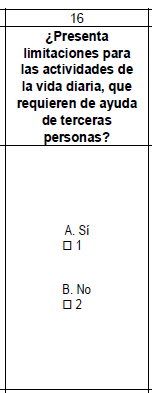 16
¿Presenta
limitaciones para
las actividades de
la vida diaria, que
requieren de ayuda
de terceras
personas?
A. Sí
☐ 1
B. No
☐ 2